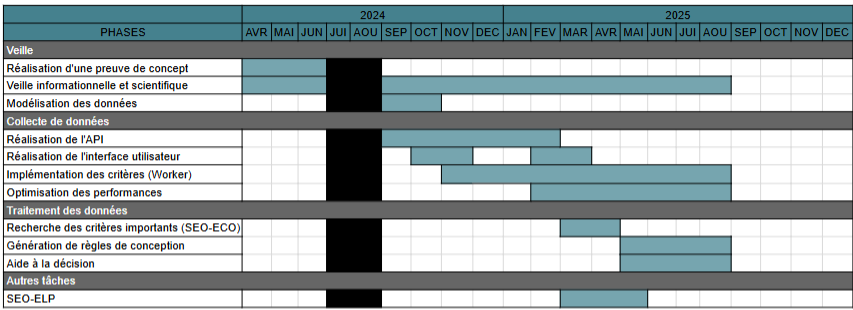 2024 2025
PHASES AVR MAI JUN JUI AOU SEP OCT NOV DEC JAN FEV MAR AVR MAI JUN JUI AOU SEP OCT NOV DEC
Veille
Réalisation d'une preuve de concept
Veille informationnelle et scientifique
Modélisation des données
Collecte de données
Réalisation de l'API
Réalisation de l'interface utilisateur
Implémentation des critères (Worker)
Optimisation des performances
Traitement des données
Recherche des critères importants (SEO-ECO)
Génération de règles de conception
Aide à la décision
Autres tâches
SEO-ELP